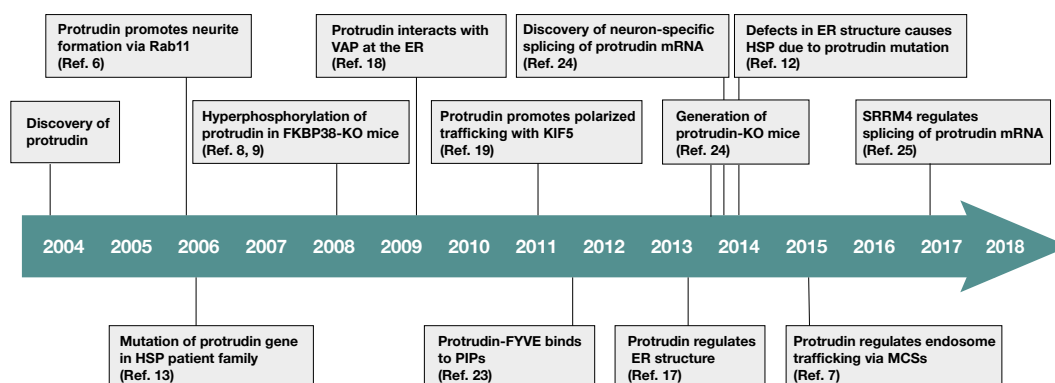 Protrudin promotes neurite
formation via Rab11
(Ref. 6)
Protrudin interacts with
VAP at the ER
(Ref. 18)
Discovery of neuron-specific
splicing of protrudin mRNA
(Ref. 24)
Defects in ER structure causes
HSP due to protrudin mutation
(Ref. 12)
Discovery of
protrudin
Hyperphosphorylation of
protrudin in FKBP38-KO mice
(Ref. 8, 9)
Protrudin promotes polarized
trafficking with KIF5
(Ref. 19)
Generation of
protrudin-KO mice
(Ref. 24)
SRRM4 regulates
splicing of protrudin mRNA
(Ref. 25)
2004 2005 2006 2007 2008 2009 2010 2011 2012 2013 2014 2015 2016 2017 2018
Mutation of protrudin gene
in HSP patient family
(Ref. 13)
Protrudin-FYVE binds
to PIPs
(Ref. 23)
Protrudin regulates
ER structure
(Ref. 17)
Protrudin regulates endosome
trafficking via MCSs
(Ref. 7)